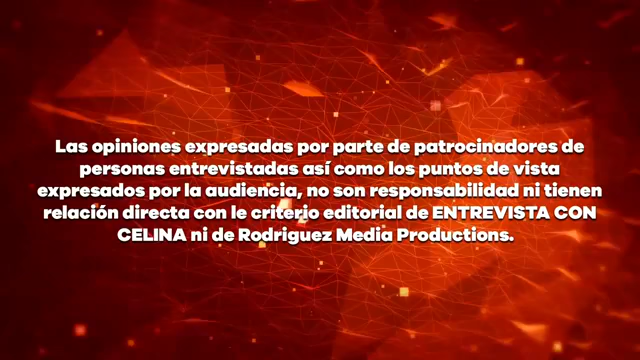 Las opiniones expresadas por parte de patrocinadores de
personas entrevistadas así como los puntos de vista
expresados por la audiencia, no son responsabilidad ni tienen
relación directa con le criterio editorial de ENTREVISTA CON
CELINA ni de Rodriguez Media Productions.